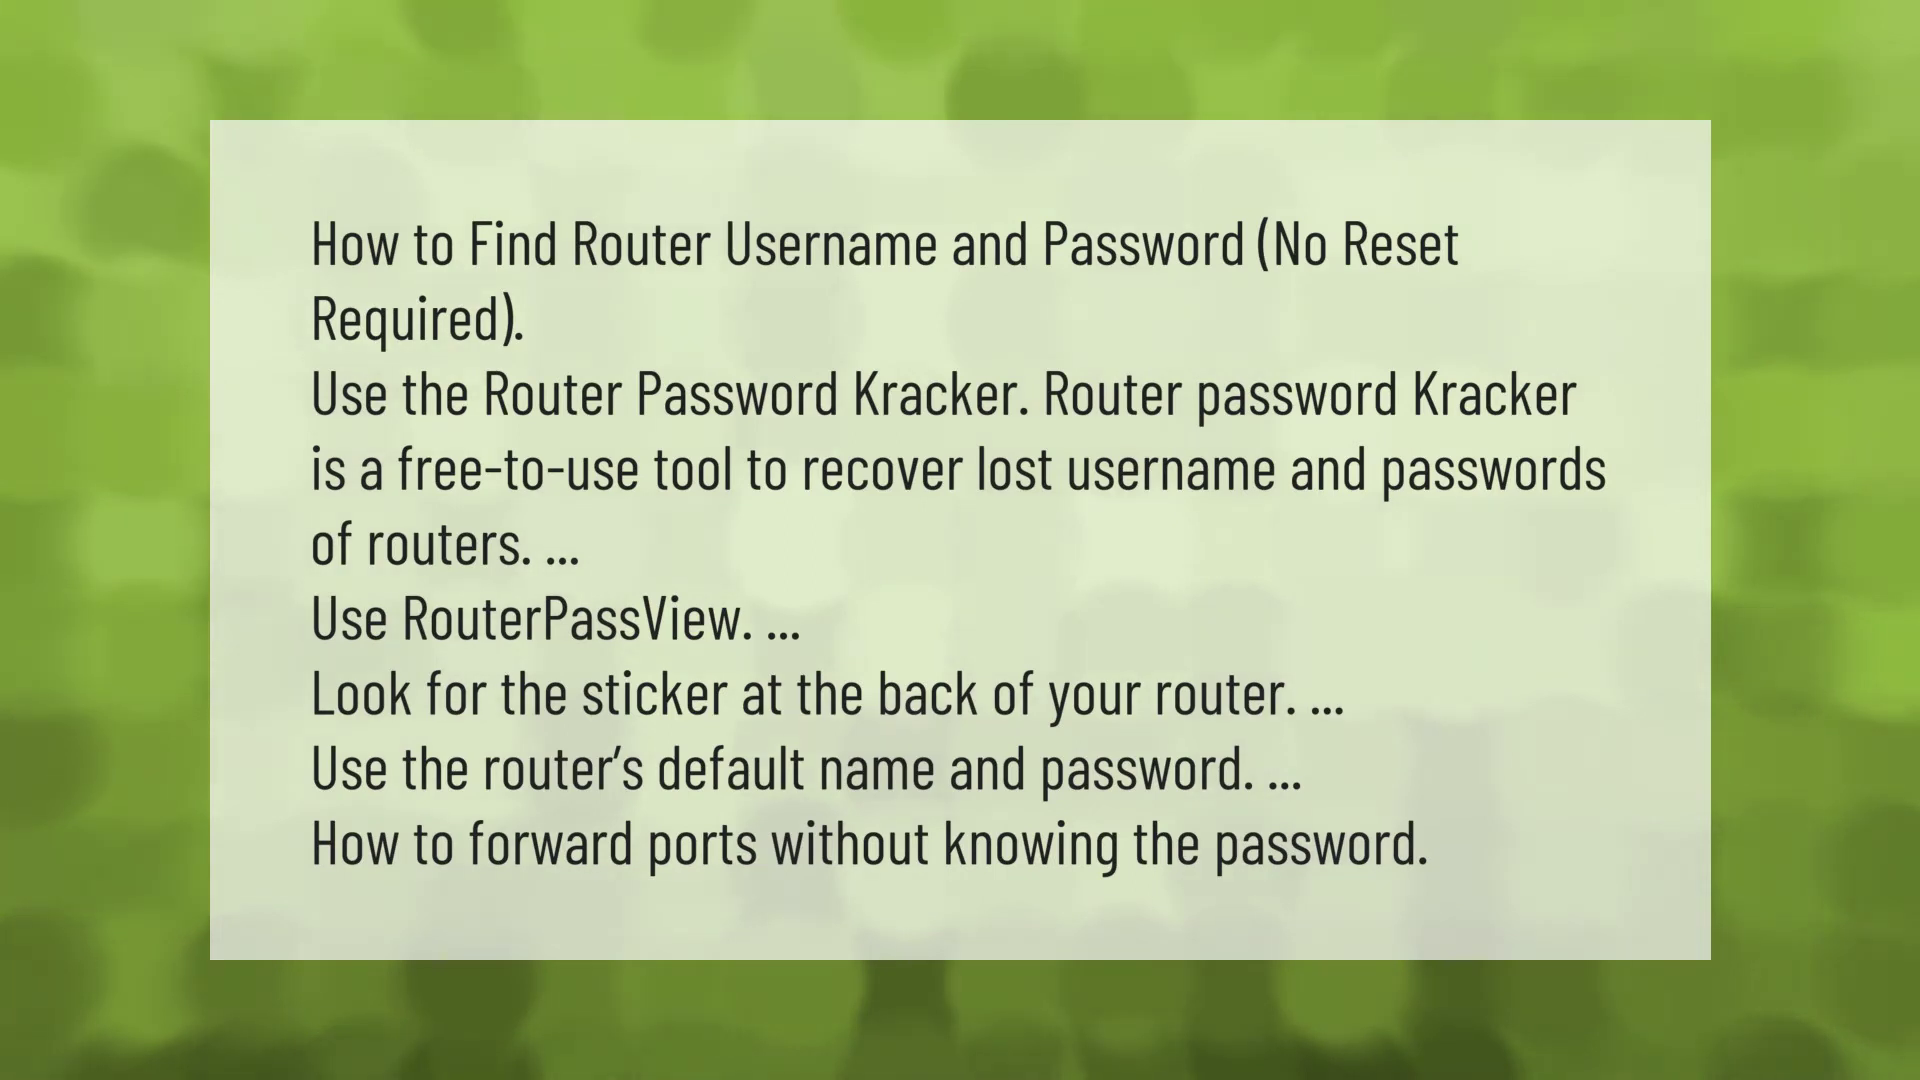 How to Find Router Username and Password (No Reset
Required).
Use the Router Password Kracker. Router password Kracker
is a free-to-use tool to recover lost username and passwords
of routers. ...
Use RouterPassView. ...
Look for the sticker at the back of your router. ...
Use the router’s default name and password. ...
How to forward ports without knowing the password.